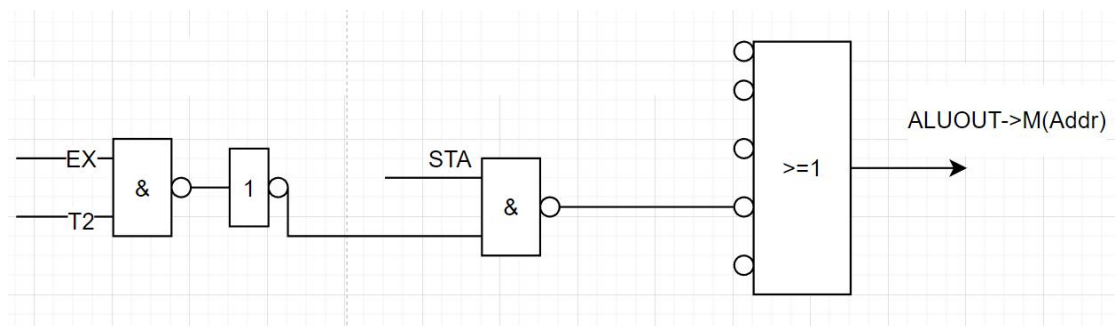 ALUOUT->M(Addr)
EX
STA
>=1
&
1
&
T2